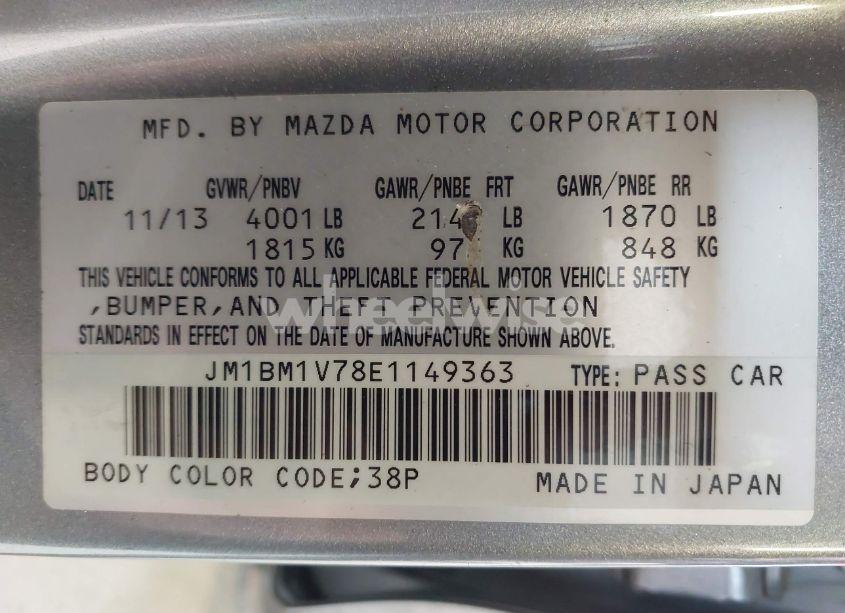 MFD. BY MAZDA MOTOR CORPORATION
DATE GVWR/PNBV GAWR/PNBE FRT GAWR/PNBE RR
11/13 4001 LB LB 1870 LB
1815 KG KG 848 KG
THIS VEHICLE CONFORMS TO ALL APPLICABLE FEDERAL MOTOR VEHICLE SAFETY
,BUMPER,AND THEFT PREVENTION
wheelwise
STANDARDS IN EFFECT ON THE DATE OF MANUFACTURE SHOWN ABOVE.
JM1BM1V78E1149363 TYPE: PASS CAR
BODY COLOR CODE;38P MADE IN JAPAN